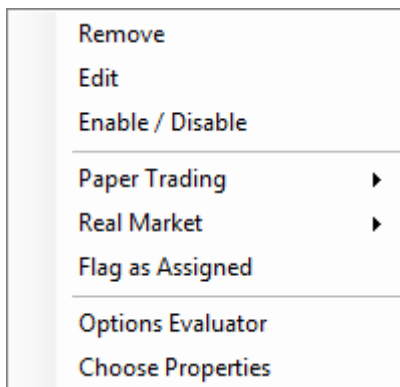 Remove
Edit
Enable / Disable
Paper Trading
Real Market
Flag as Assigned
Options Evaluator
Choose Properties